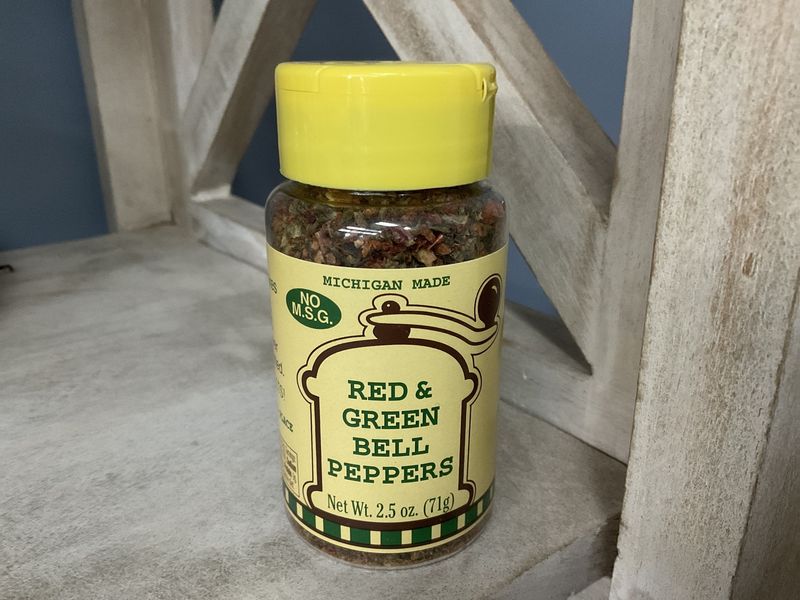 MICHIGAN MADE
NO
M.S.G.
RED &
GREEN
BELL
PEPPERS
Net Wt. 2.5 oz. (71g)